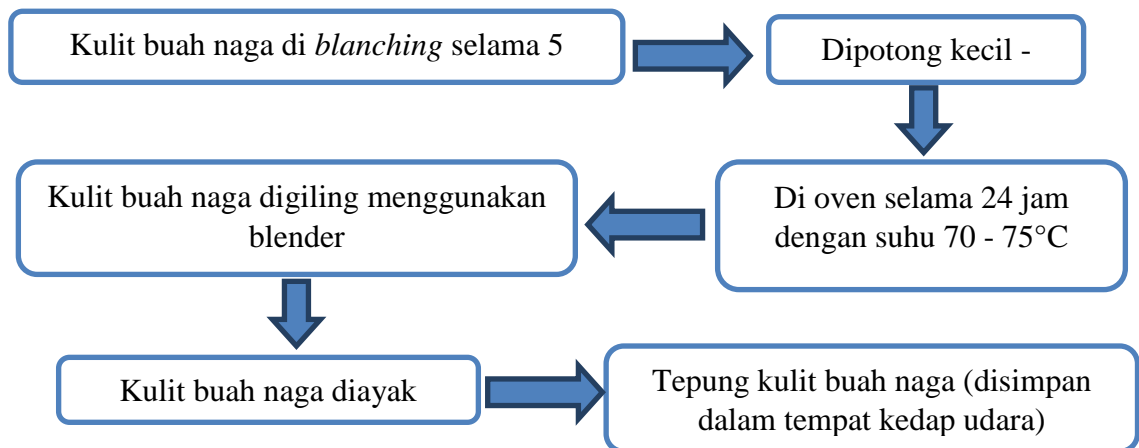 Kulit buah naga di blanching selama 5
Dipotong kecil -
Di oven selama 24 jam
dengan suhu 70 - 75°C
Kulit buah naga digiling menggunakan
blender
Kulit buah naga diayak
Tepung kulit buah naga (disimpan
dalam tempat kedap udara)